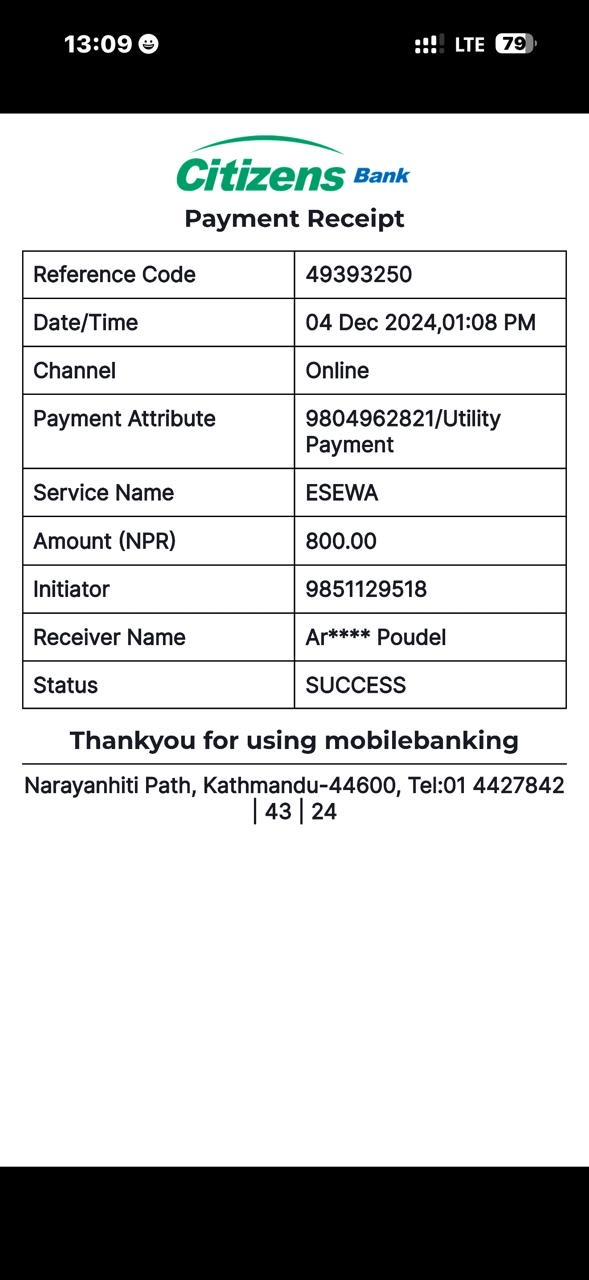 13:09 LTE 79
Citizens Bank
Payment Receipt
Reference Code 49393250
Date/Time 04 Dec 2024,01:08 PM
Channel Online
Payment Attribute 9804962821/Utility
Payment
Service Name ESEWA
Amount (NPR) 800.00
Initiator 9851129518
Receiver Name Ar**** Poudel
Status SUCCESS
Thankyou for using mobilebanking
Narayanhiti Path, Kathmandu-44600, Tel:01 4427842
| 43 | 24